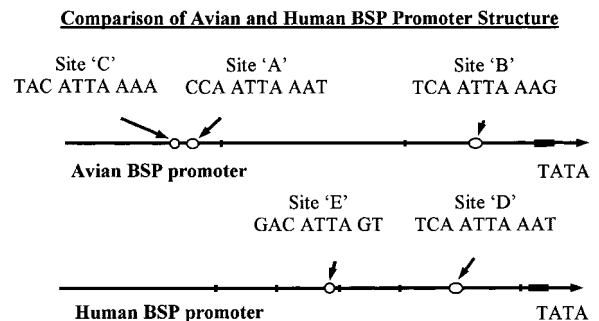 Comparison of Avian and Human BSP Promoter Structure
Site ‘C’ Site ‘A’ Site ‘B’
TAC ATTA AAA CCA ATTA AAT TCA ATTA AAG
Avian BSP promoter TATA
Site ‘E’ Site ‘D’
GAC ATTA GT TCA ATTA AAT
Human BSP promoter TATA